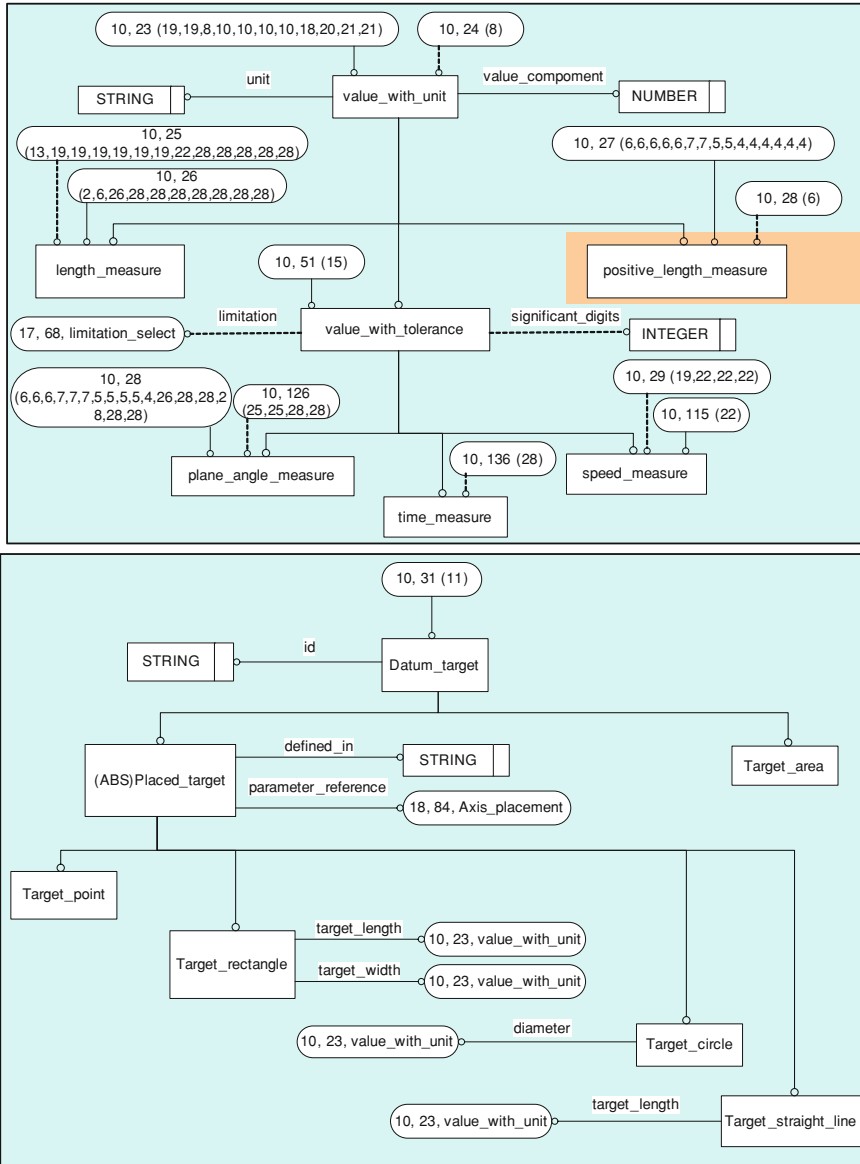 10, 23 (19,19,8,10,10,10,10,18,20,21,21)
10, 24 (8)
unit
value_compoment
STRING
value_with_unit
NUMBER
10, 25
(13,19,19,19,19,19,19,22,28,28,28,28,28)
10, 27 (6,6,6,6,6,7,7,5,5,4,4,4,4,4,4)
10, 26
(2,6,26,28,28,28,28,28,28,28,28)
10, 28 (6)
length_measure
10, 51 (15)
positive_length_measure
limitation
significant_digits
17, 68, limitation_select
value_with_tolerance
INTEGER
10, 28
(6,6,6,7,7,7,5,5,5,5,4,26,28,28,2
8,28,28)
10, 126
(25,25,28,28)
10, 29 (19,22,22,22)
10, 115 (22)
plane_angle_measure
10, 136 (28)
speed_measure
time_measure
10, 31 (11)
STRING
id
Datum_target
(ABS)Placed_target
defined_in
STRING
Target_area
parameter_reference
18, 84, Axis_placement
Target_point
Target_rectangle
target_length
10, 23, value_with_unit
target_width
10, 23, value_with_unit
10, 23, value_with_unit
diameter
Target_circle
10, 23, value_with_unit
target_length
Target_straight_line